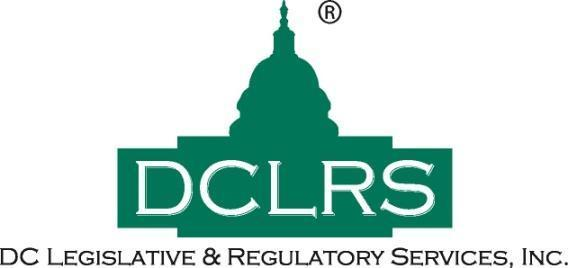 ®
DCLRS
DC LEGISLATIVE & REGULATORY SERVICES, INC.